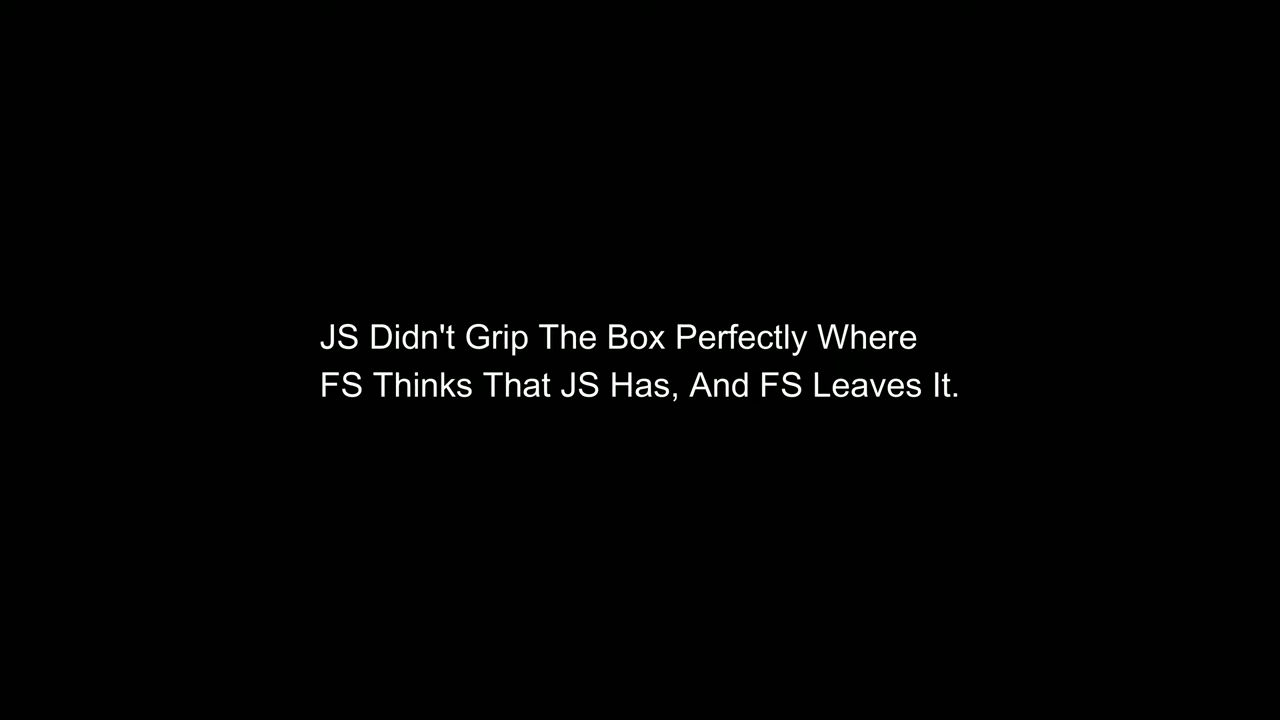 JS Didn't Grip The Box Perfectly Where
FS Thinks That JS Has, And FS Leaves It.